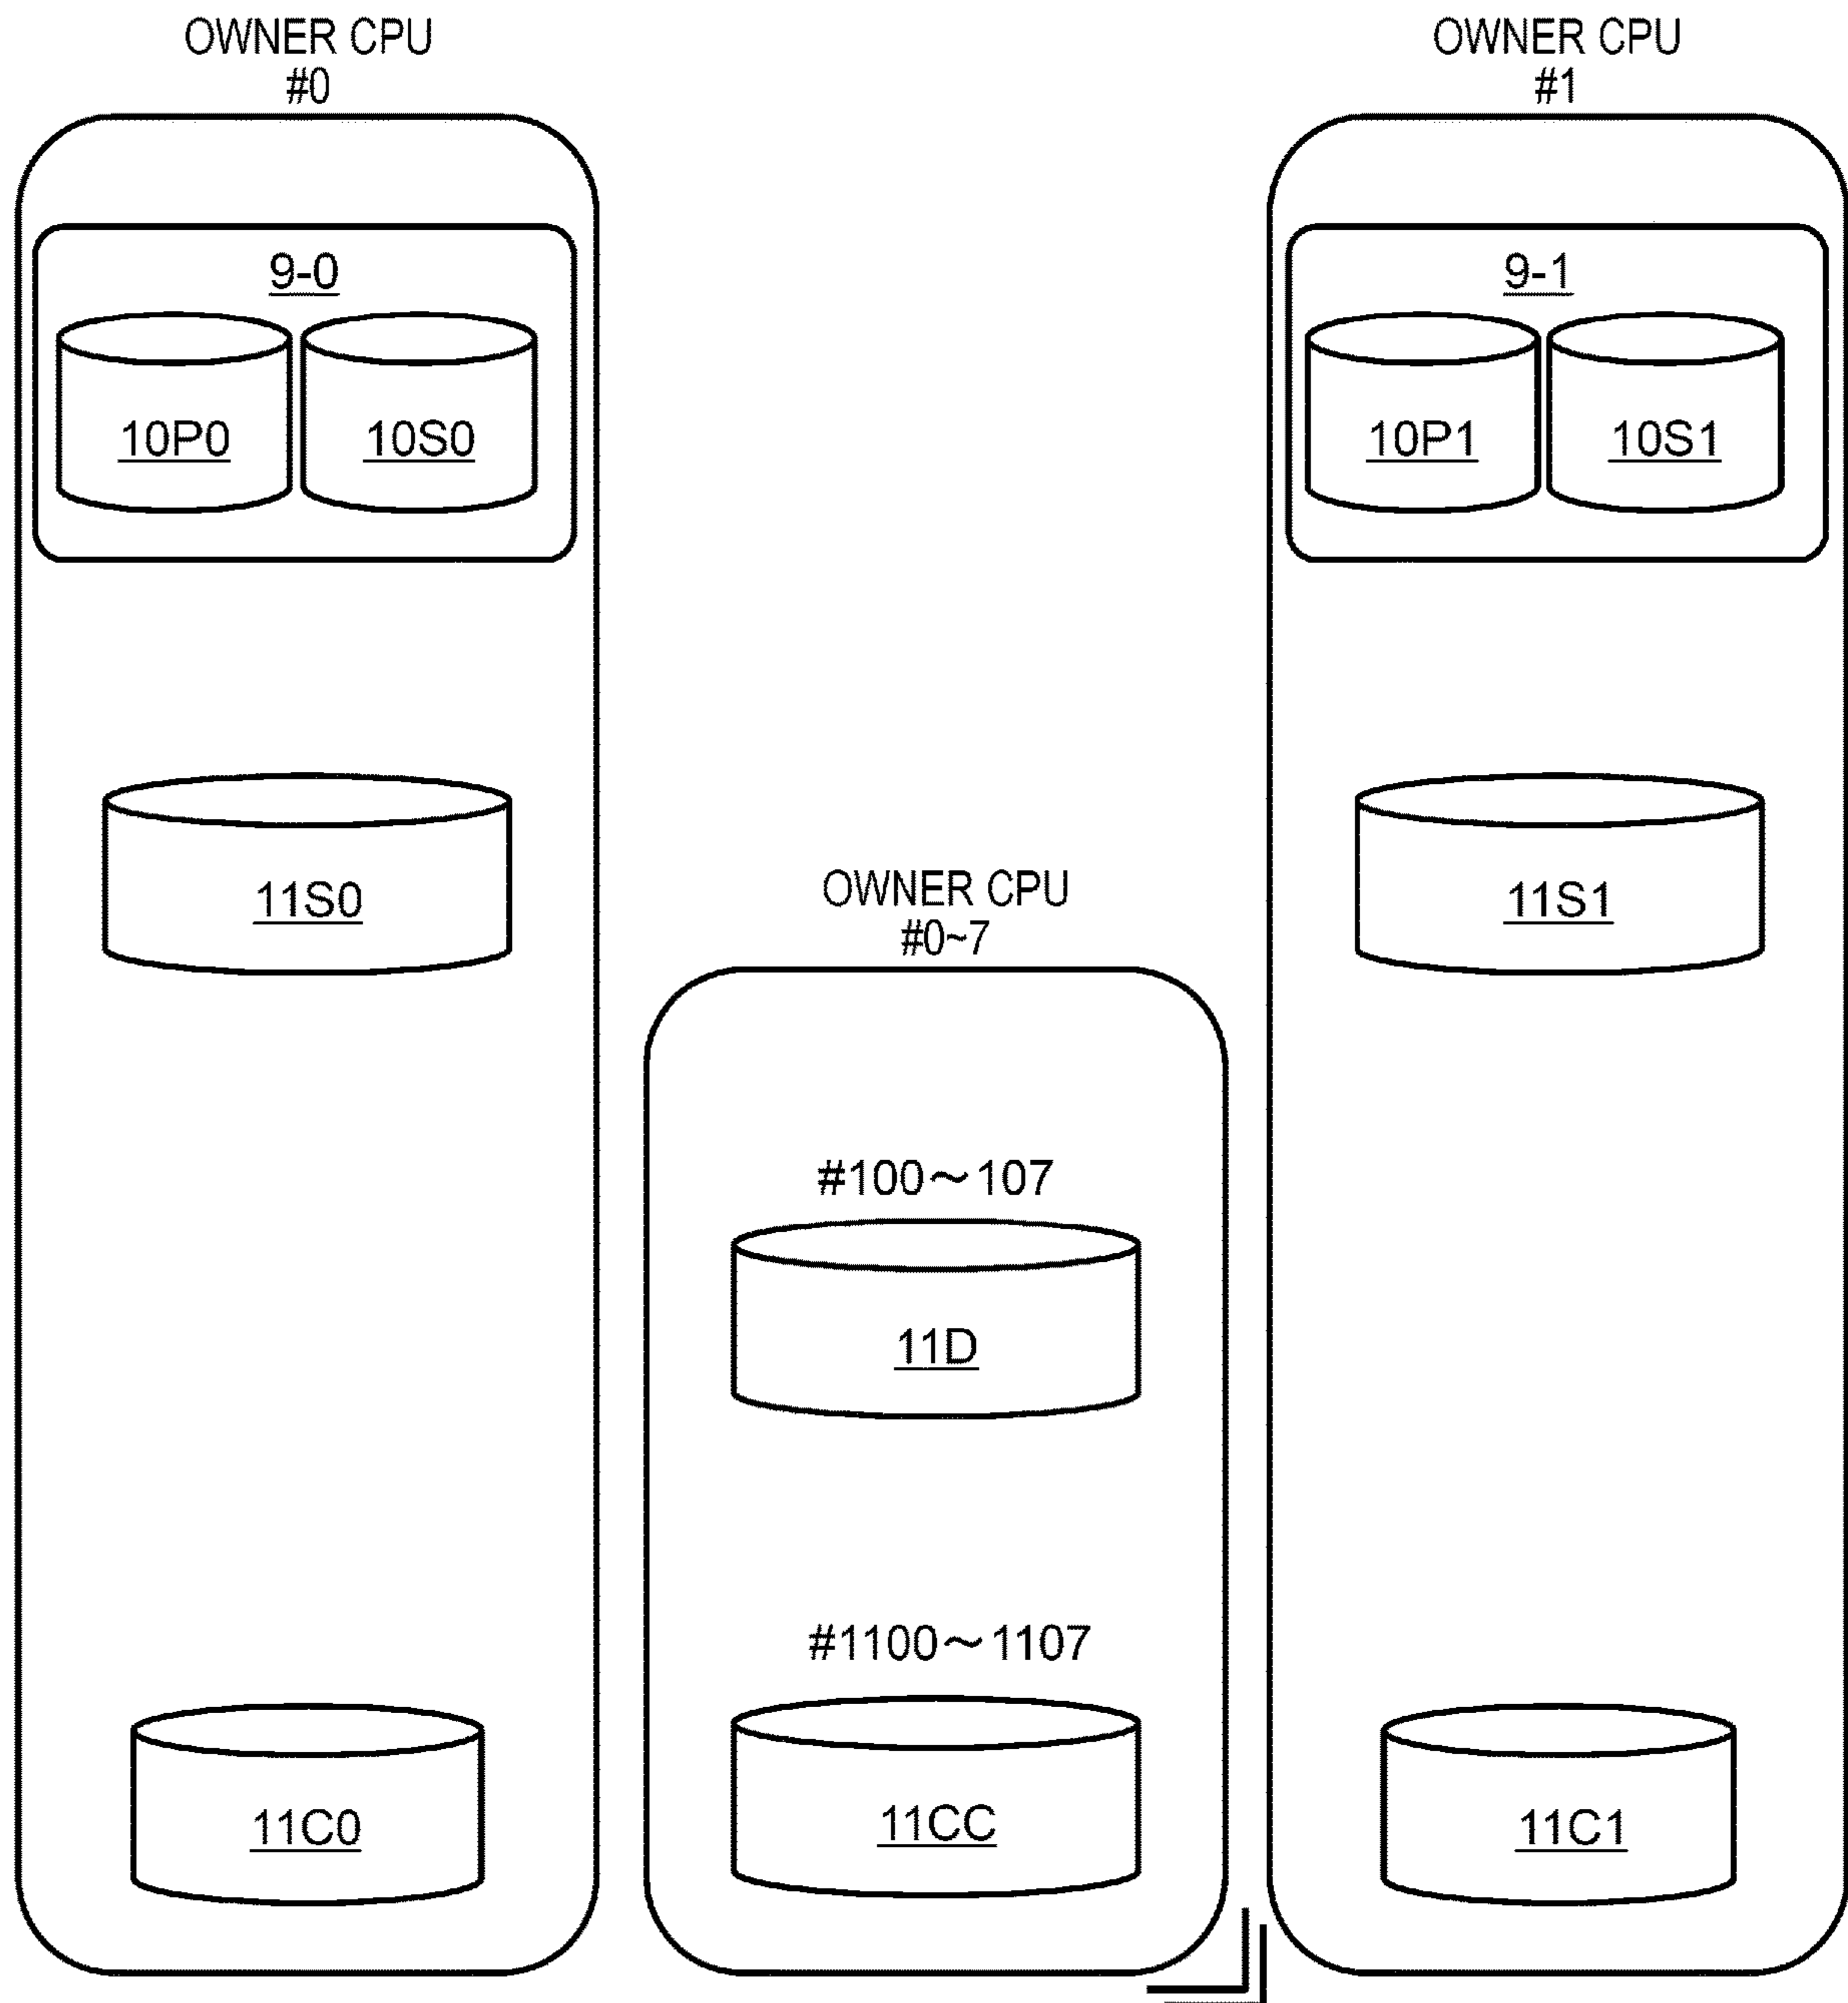 OWNER CPU
#0
9-0
10P0
10S0
11S0
11C0
OWNER CPU
#0~7
#100～107
11D
#1100～1107
11CC
OWNER CPU
#1
9-1
10P1
10S1
11S1
11C1